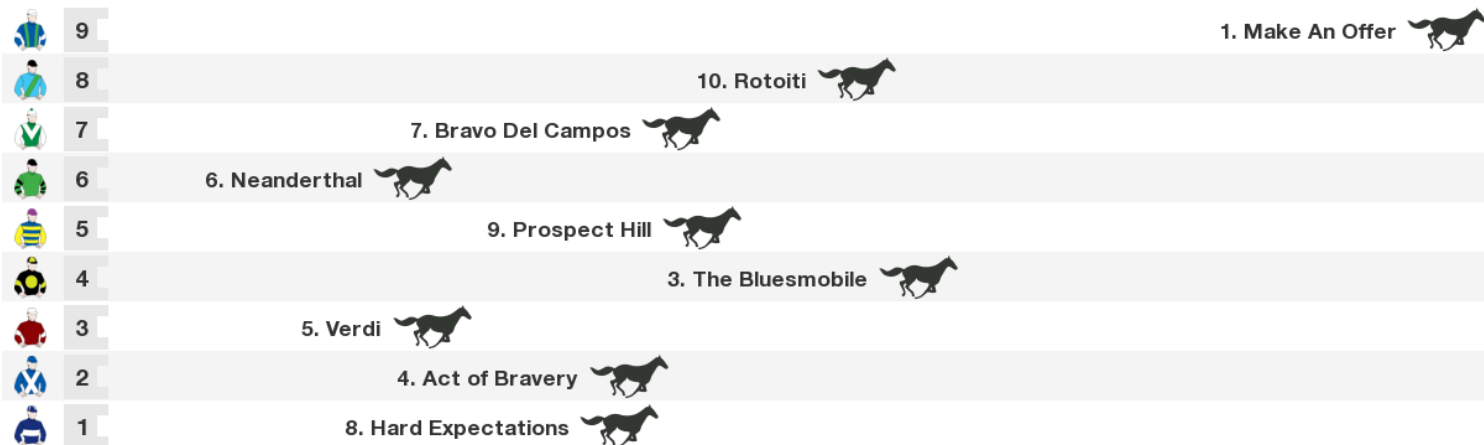 9 1. Make An Offer
8 10. Rotoiti
7 7. Bravo Del Campos
6 6. Neanderthal
5 9. Prospect Hill
4 3. The Bluesmobile
3 5. Verdi
2 4. Act of Bravery
1 8. Hard Expectations